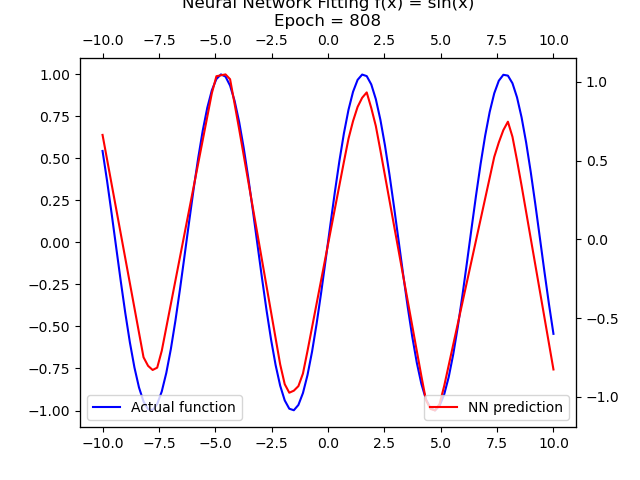 Neural Network Fitting f(x) = sin(x)
Epoch = 808
−10.0 −7.5 −5.0 −2.5 0.0 2.5 5.0 7.5 10.0
1.00
0.75
0.50
0.25
0.00
−0.25
−0.50
−0.75
−1.00
1.0
0.5
0.0
−0.5
−1.0
Actual function
NN prediction
−10.0 −7.5 −5.0 −2.5 0.0 2.5 5.0 7.5 10.0